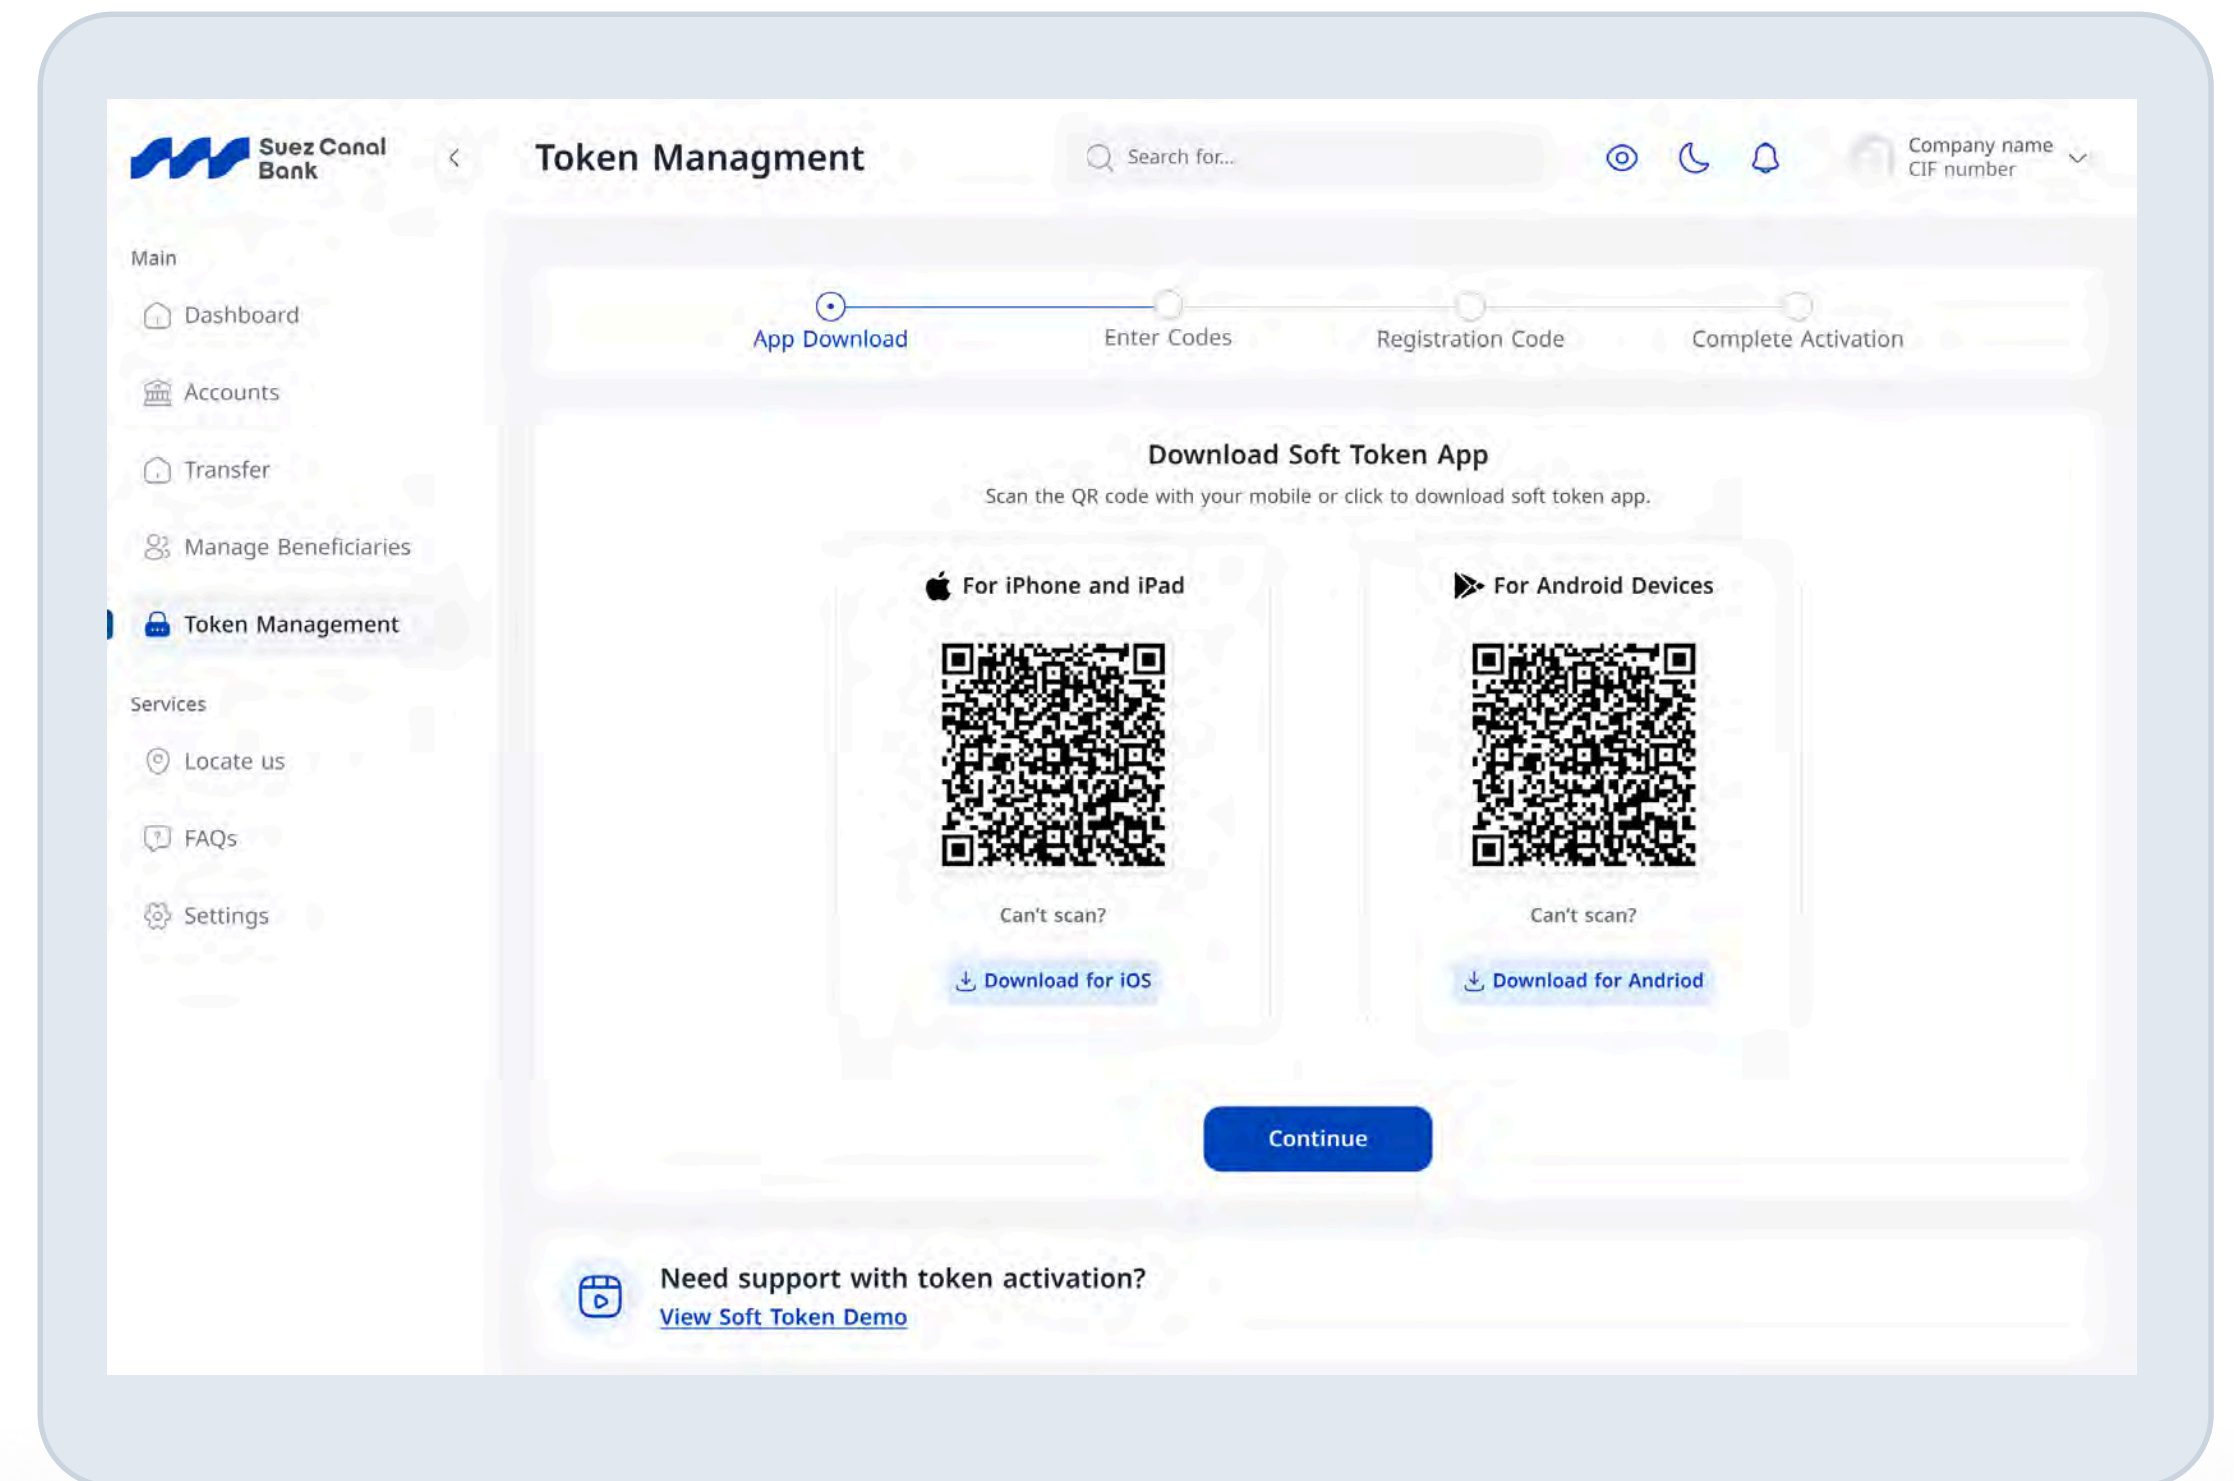 Suez Canal
Bank
Token Managment
Search for...
Company name
CIF number
Main
Dashboard
Accounts
Transfer
Manage Beneficiaries
Token Management
Services
Locate us
FAQs
Settings
App Download
Enter Codes
Registration Code
Complete Activation
Download Soft Token App
Scan the QR code with your mobile or click to download soft token app.
For iPhone and iPad
Can't scan?
Download for iOS
For Android Devices
Can't scan?
Download for Andriod
Continue
Need support with token activation?
View Soft Token Demo